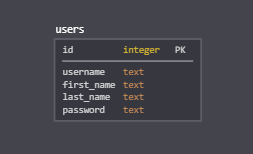 users
id integer PK
username text
first_name text
last_name text
password text